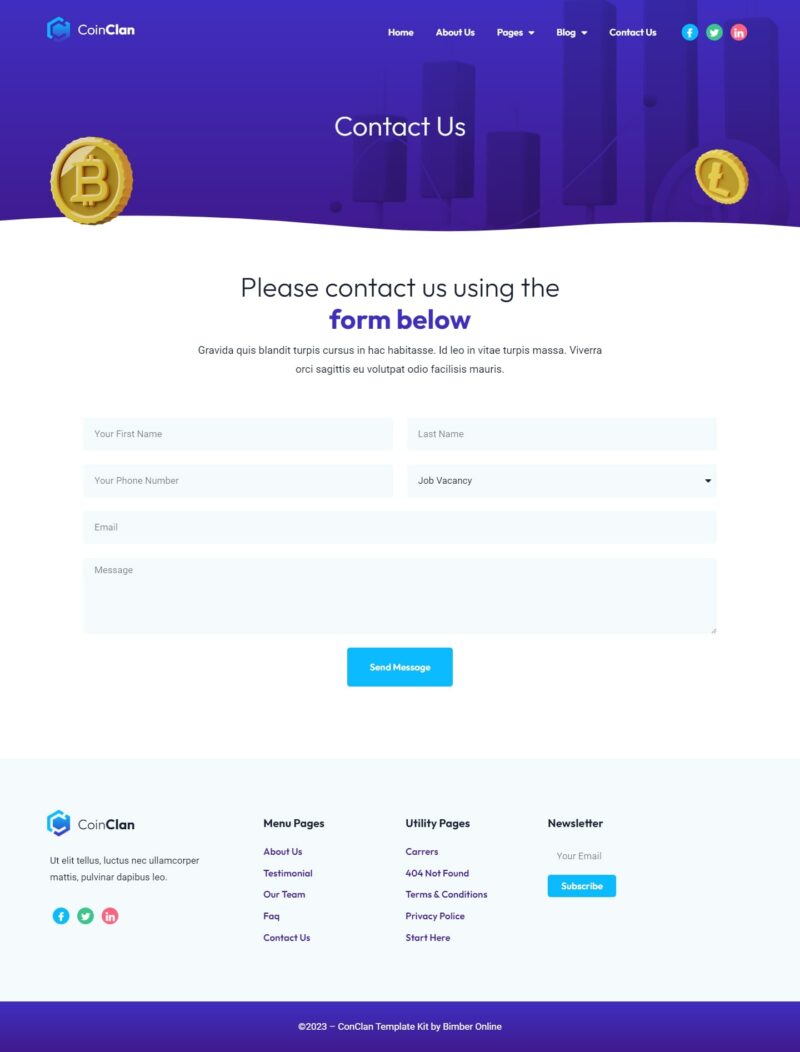 CoinClan
Home About Us Pages Blog Contact Us
Contact Us
Please contact us using the
form below
Gravida quis blandit turpis cursus in hac habitasse. Id leo in vitae turpis massa. Viverra
orci sagittis eu volutpat odio facilisis mauris.
Your First Name
Last Name
Your Phone Number
Job Vacancy
Email
Message
Send Message
CoinClan
Ut elit tellus, luctus nec ullamcorper
mattis, pulvinar dapibus leo.
Menu Pages
About Us
Testimonial
Our Team
Faq
Contact Us
Utility Pages
Carrers
404 Not Found
Terms & Conditions
Privacy Police
Start Here
Newsletter
Your Email
Subscribe
©2023 – ConClan Template Kit by Bimber Online